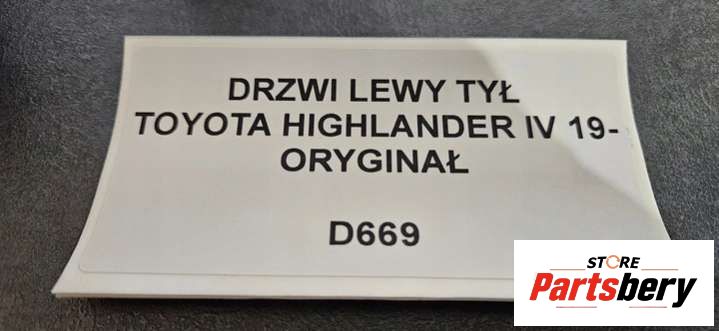 DRZWI LEWY TYŁ
TOYOTA HIGHLANDER IV 19-
ORYGINAŁ
D669
STORE
Partsbery